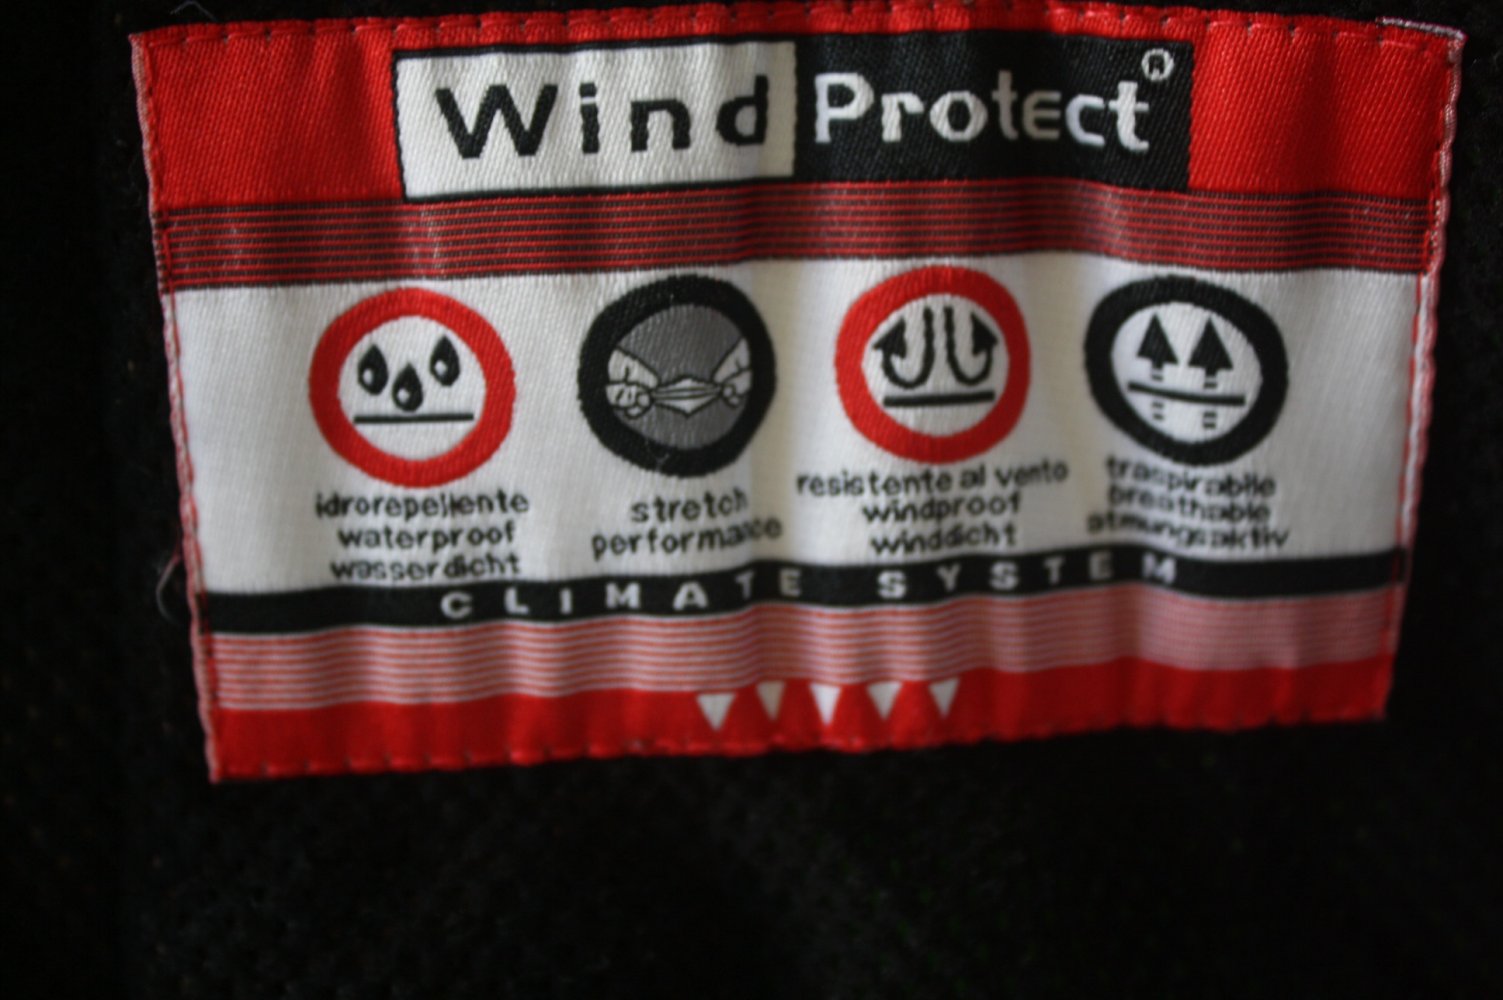 Wind Protect®
idrorepellente
waterproof
wasserdicht
stretch
performance
resistente al vento
windproof
winddicht
traspirabile
breathable
atmungsaktiv
CLIMATE SYSTEM